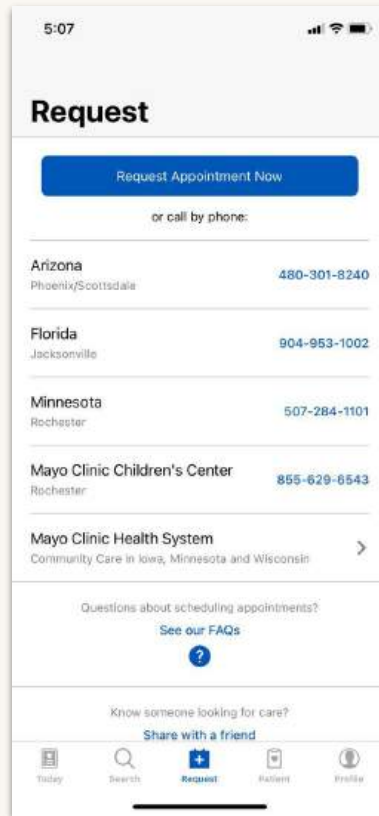 5:07
Request
Request Appointment Now
or call by phone:
Arizona
Phoenix/Scottsdale
480-301-8240
Florida
Jacksonville
904-953-1002
Minnesota
Rochester
507-284-1101
Mayo Clinic Children's Center
Rochester
855-629-6543
Mayo Clinic Health System
Community Care in Iowa, Minnesota and Wisconsin
Questions about scheduling appointments?
See our FAQs
?
Know someone looking for care?
Share with a friend
Today Search Request Patient Profile